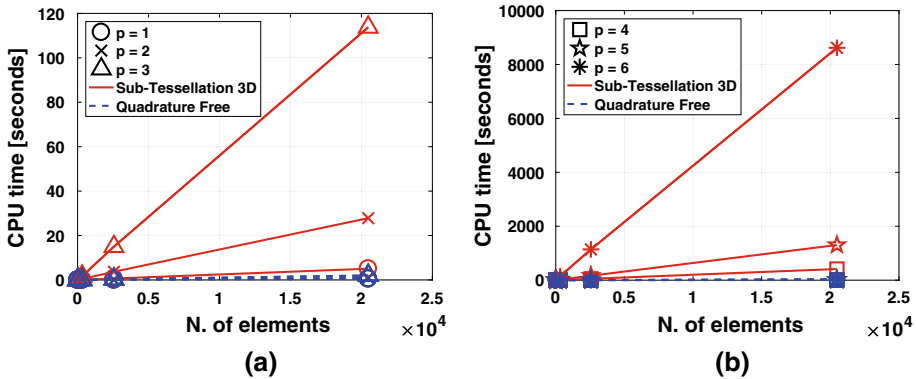 120
100
80
60
40
20
0
CPU time [seconds]
p = 1
p = 2
p = 3
Sub-Tessellation 3D
Quadrature Free
0 0.5 1 1.5 2 2.5
N. of elements
×10^4
(a)
10000
8000
6000
4000
2000
0
CPU time [seconds]
p = 4
p = 5
p = 6
Sub-Tessellation 3D
Quadrature Free
0 0.5 1 1.5 2 2.5
N. of elements
×10^4
(b)